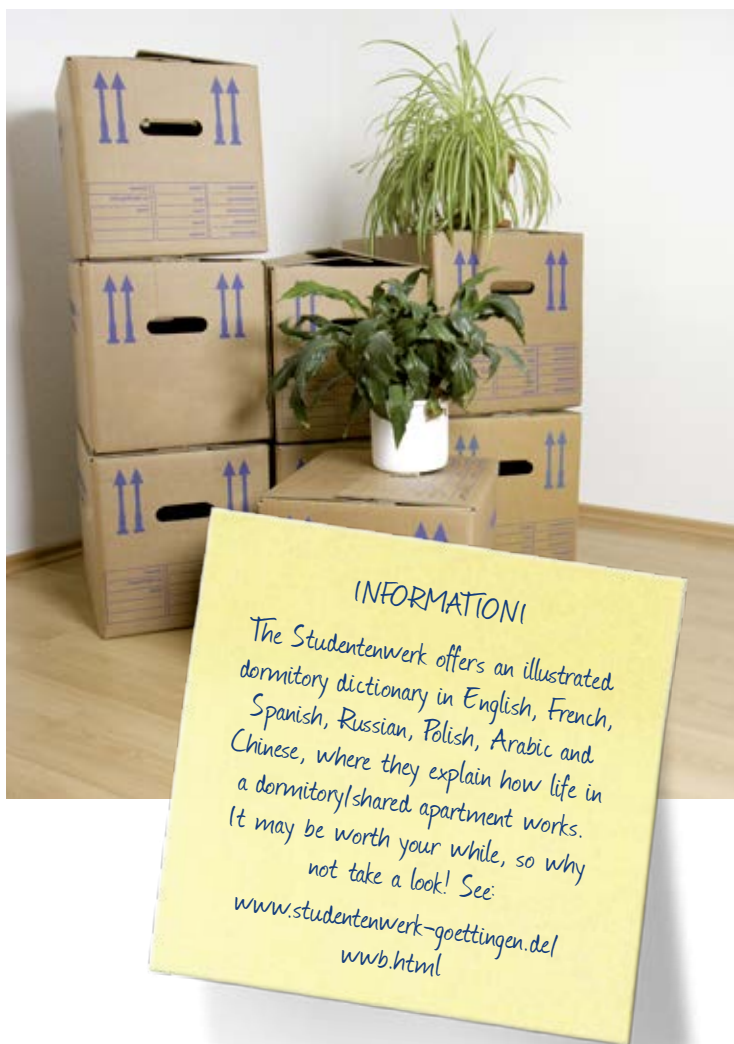 INFORMATION!
The Studentenwerk offers an illustrated
dormitory dictionary in English, French,
Spanish, Russian, Polish, Arabic and
Chinese, where they explain how life in
a dormitory/shared apartment works.
It may be worth your while, so why
not take a look! See:
www.studentenwerk-goettingen.de/
wwb.html